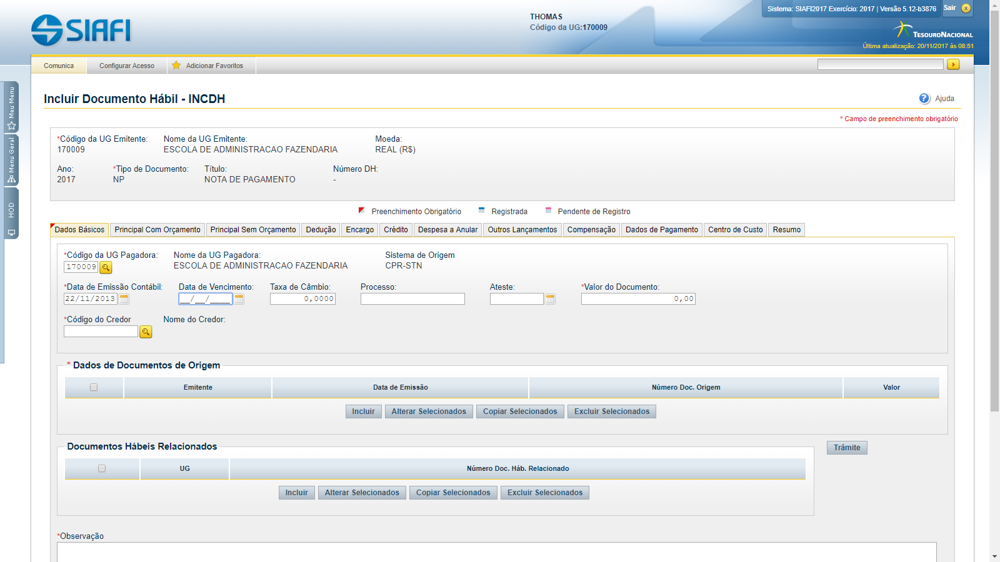 Sistema: SIAFI2017 Exercício: 2017 | Versão 5.12-b3876
Sair x
THOMAS
Código da UG:170009
SIAFI
TESOURONACIONAL
Última atualização: 20/11/2017 às 08:51
Comunica Configurar Acesso Adicionar Favoritos
Meu Menu
Menu Geral
HOD
Incluir Documento Hábil - INCDH
? Ajuda
* Campo de preenchimento obrigatório
*Código da UG Emitente: Nome da UG Emitente: Moeda:
170009 ESCOLA DE ADMINISTRACAO FAZENDARIA REAL (R$)
Ano: *Tipo de Documento: Título: Número DH:
2017 NP NOTA DE PAGAMENTO -
Preenchimento Obrigatório Registrada Pendente de Registro
Dados Básicos Principal Com Orçamento Principal Sem Orçamento Dedução Encargo Crédito Despesa a Anular Outros Lançamentos Compensação Dados de Pagamento Centro de Custo Resumo
*Código da UG Pagadora: Nome da UG Pagadora: Sistema de Origem
170009 ESCOLA DE ADMINISTRACAO FAZENDARIA CPR-STN
*Data de Emissão Contábil: Data de Vencimento: Taxa de Câmbio: Processo: Ateste: *Valor do Documento:
22/11/2013 __/__/____ 0,0000 0,00
*Código do Credor Nome do Credor:
* Dados de Documentos de Origem
Emitente Data de Emissão Número Doc. Origem Valor
Incluir Alterar Selecionados Copiar Selecionados Excluir Selecionados
Documentos Hábeis Relacionados
Trâmite
UG Número Doc. Háb. Relacionado
Incluir Alterar Selecionados Copiar Selecionados Excluir Selecionados
*Observação